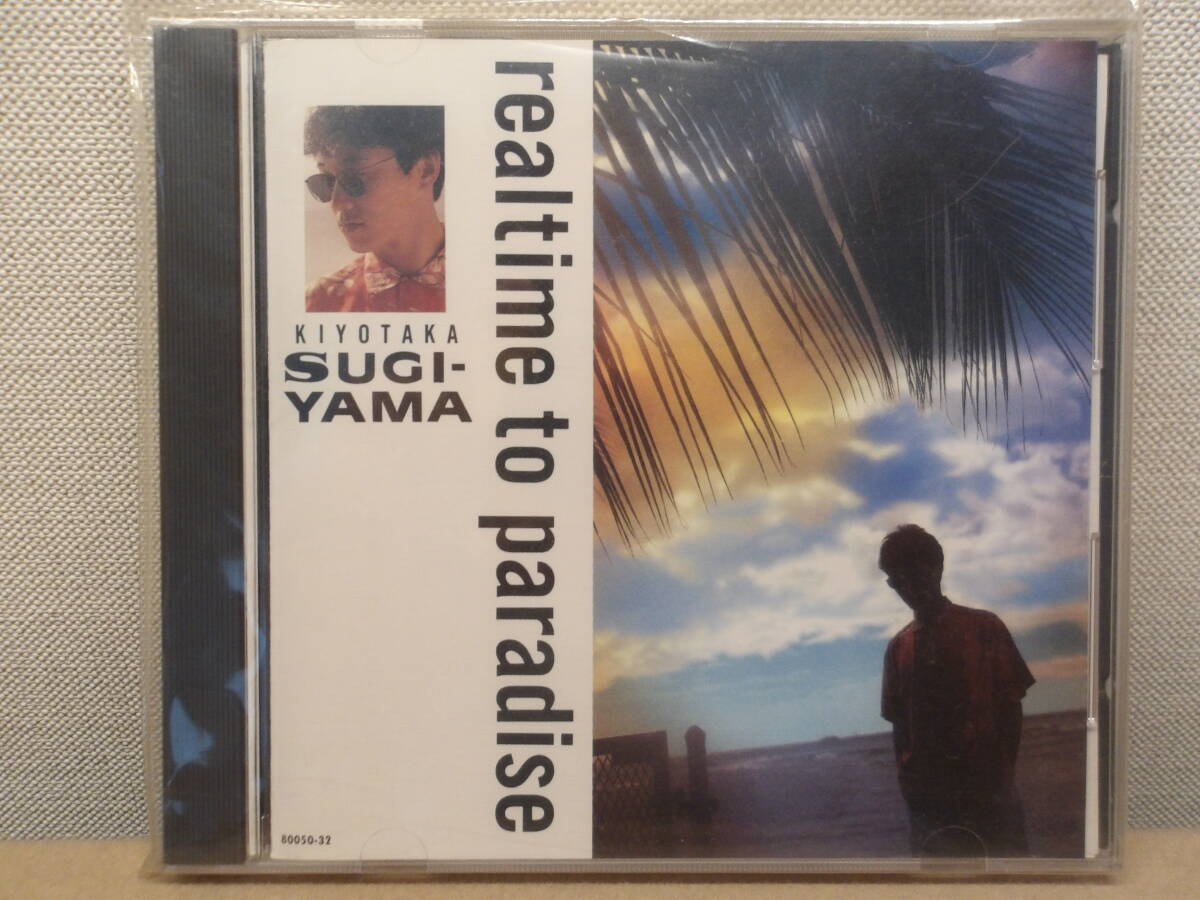 KIYOTAKA
SUGI-
YAMA
realtime to paradise
80050-32